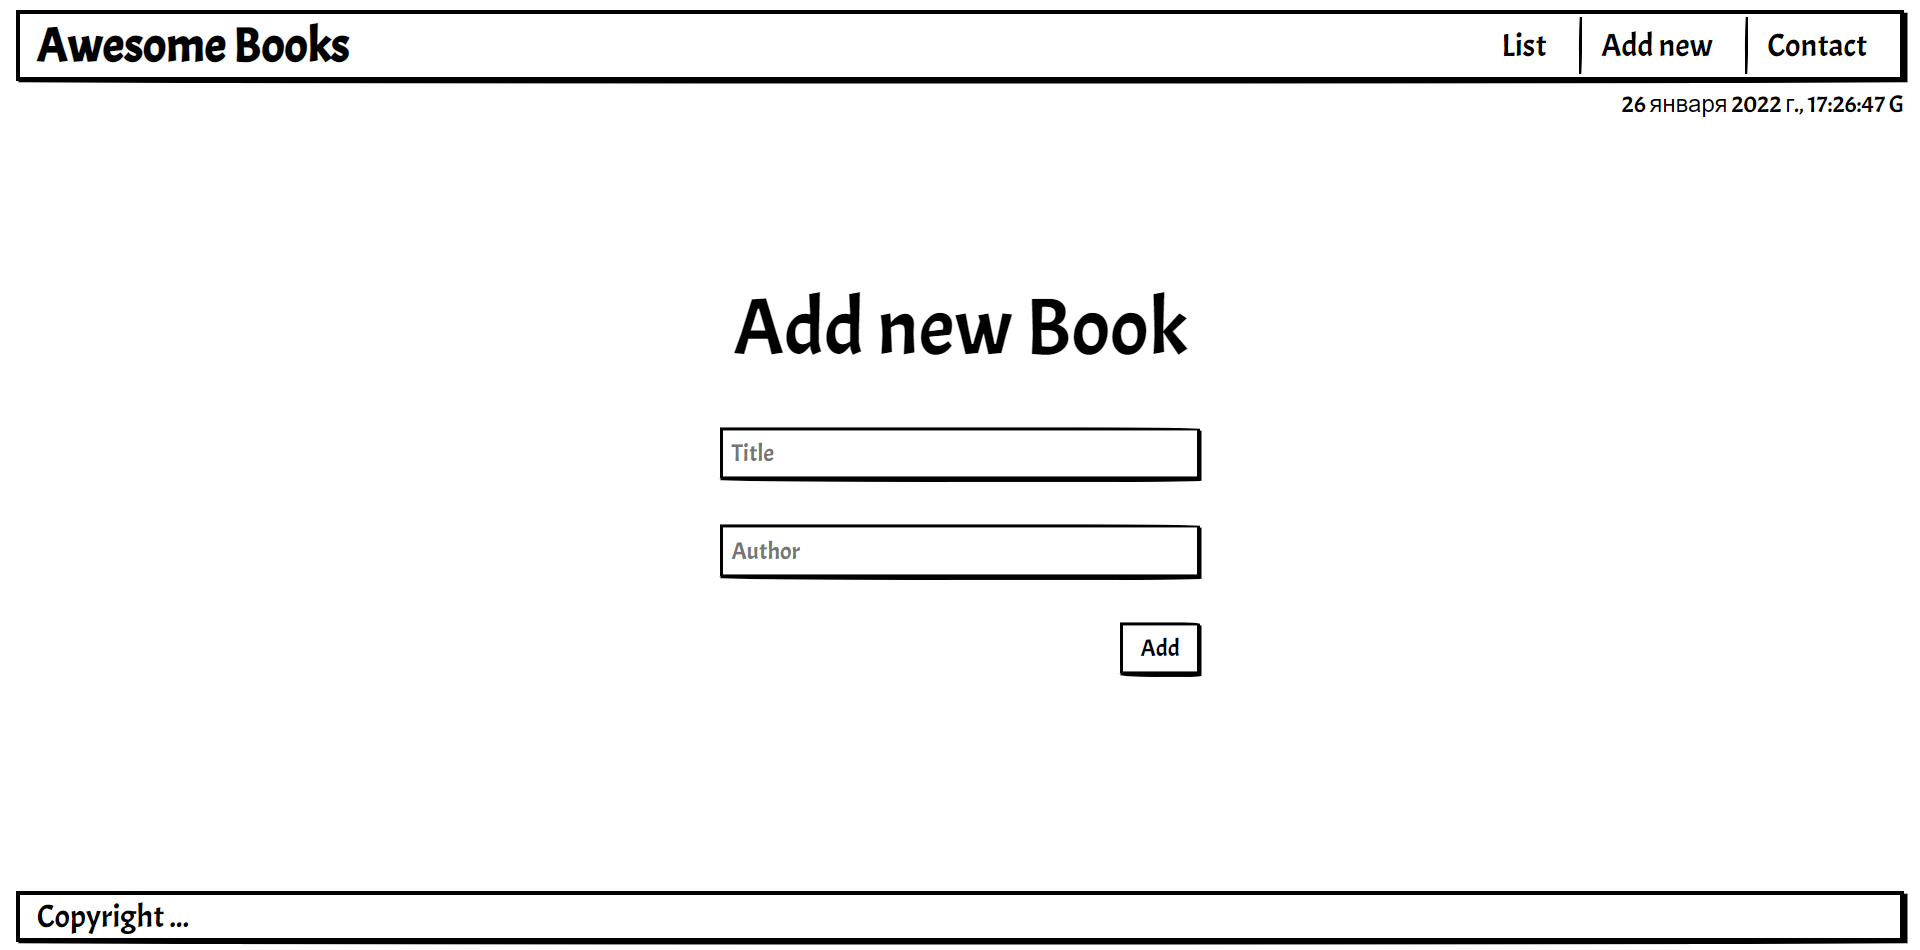 Awesome Books
List
Add new
Contact
26 января 2022 г., 17:26:47 G
Add new Book
Title
Author
Add
Copyright ...